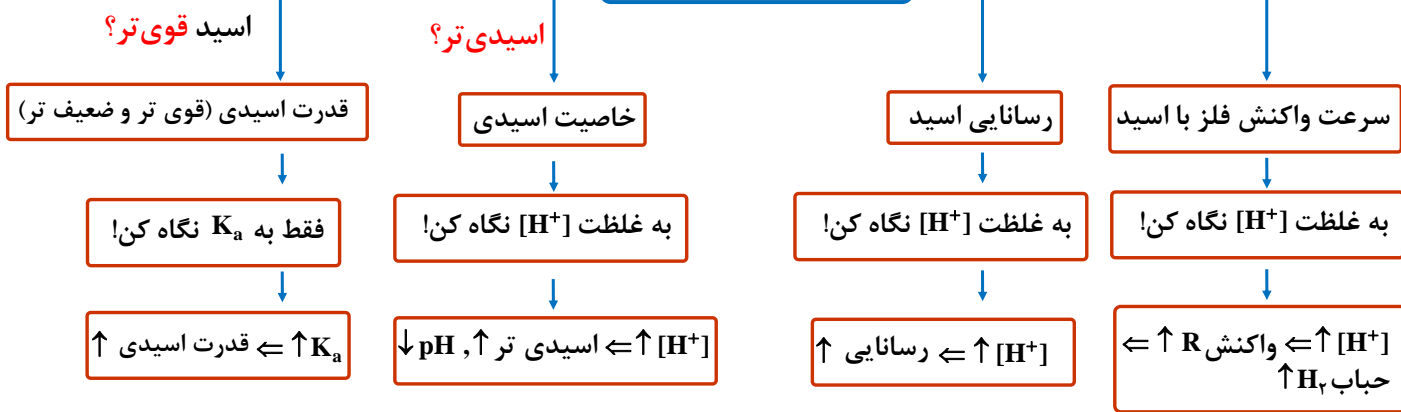 اسید قوی‌تر؟
اسیدی‌تر؟
سرعت واکنش فلز با اسید
رسانایی اسید
خاصیت اسیدی
قدرت اسیدی (قوی تر و ضعیف تر)
به غلظت [H⁺] نگاه کن!
به غلظت [H⁺] نگاه کن!
به غلظت [H⁺] نگاه کن!
فقط به Kₐ نگاه کن!
[H⁺]↑ ⇐ واکنش R ↑ ⇐
حباب H₂↑
[H⁺]↑ ⇐ رسانایی ↑
[H⁺]↑ ⇐ اسیدی تر ↑, pH↓
Kₐ↑ ⇐ قدرت اسیدی ↑